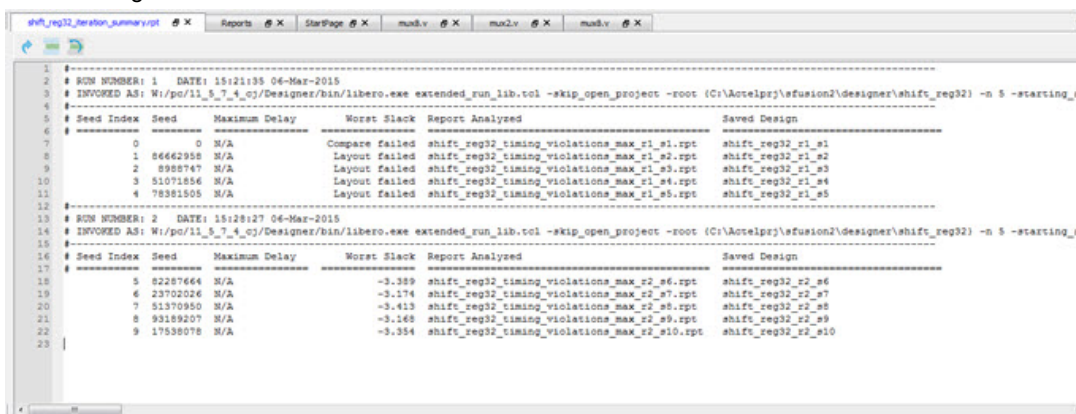 shift_reg32_iteration_summary.rpt Reports StartPage mux8.v mux2.v mux8.v
1 #----------------------------------------
2 # RUN NUMBER: 1 DATE: 15:21:35 06-Mar-2015
3 # INVOKED AS: W:/pc/11_5_7_4_cj/Designer/bin/libero.exe extended_run_lib.tcl -skip_open_project -root {C:\Actelprj\sfusion2\designer\shift_reg32} -n 5 -starting_
4 #----------------------------------------
5 # Seed Index Seed Maximum Delay Worst Slack Report Analyzed Saved Design
6 # ========== ======== ============= =============== ======================================== ========================================
7 0 0 N/A Compare failed shift_reg32_timing_violations_max_r1_s1.rpt shift_reg32_r1_s1
8 1 86662958 N/A Layout failed shift_reg32_timing_violations_max_r1_s2.rpt shift_reg32_r1_s2
9 2 8988747 N/A Layout failed shift_reg32_timing_violations_max_r1_s3.rpt shift_reg32_r1_s3
10 3 51071856 N/A Layout failed shift_reg32_timing_violations_max_r1_s4.rpt shift_reg32_r1_s4
11 4 78381505 N/A Layout failed shift_reg32_timing_violations_max_r1_s5.rpt shift_reg32_r1_s5
12 #----------------------------------------
13 # RUN NUMBER: 2 DATE: 15:28:27 06-Mar-2015
14 # INVOKED AS: W:/pc/11_5_7_4_cj/Designer/bin/libero.exe extended_run_lib.tcl -skip_open_project -root {C:\Actelprj\sfusion2\designer\shift_reg32} -n 5 -starting_
15 #----------------------------------------
16 # Seed Index Seed Maximum Delay Worst Slack Report Analyzed Saved Design
17 # ========== ======== ============= =============== ======================================== ========================================
18 5 82287664 N/A -3.389 shift_reg32_timing_violations_max_r2_s6.rpt shift_reg32_r2_s6
19 6 23702026 N/A -3.174 shift_reg32_timing_violations_max_r2_s7.rpt shift_reg32_r2_s7
20 7 51370950 N/A -3.413 shift_reg32_timing_violations_max_r2_s8.rpt shift_reg32_r2_s8
21 8 93189207 N/A -3.168 shift_reg32_timing_violations_max_r2_s9.rpt shift_reg32_r2_s9
22 9 17538078 N/A -3.354 shift_reg32_timing_violations_max_r2_s10.rpt shift_reg32_r2_s10
23